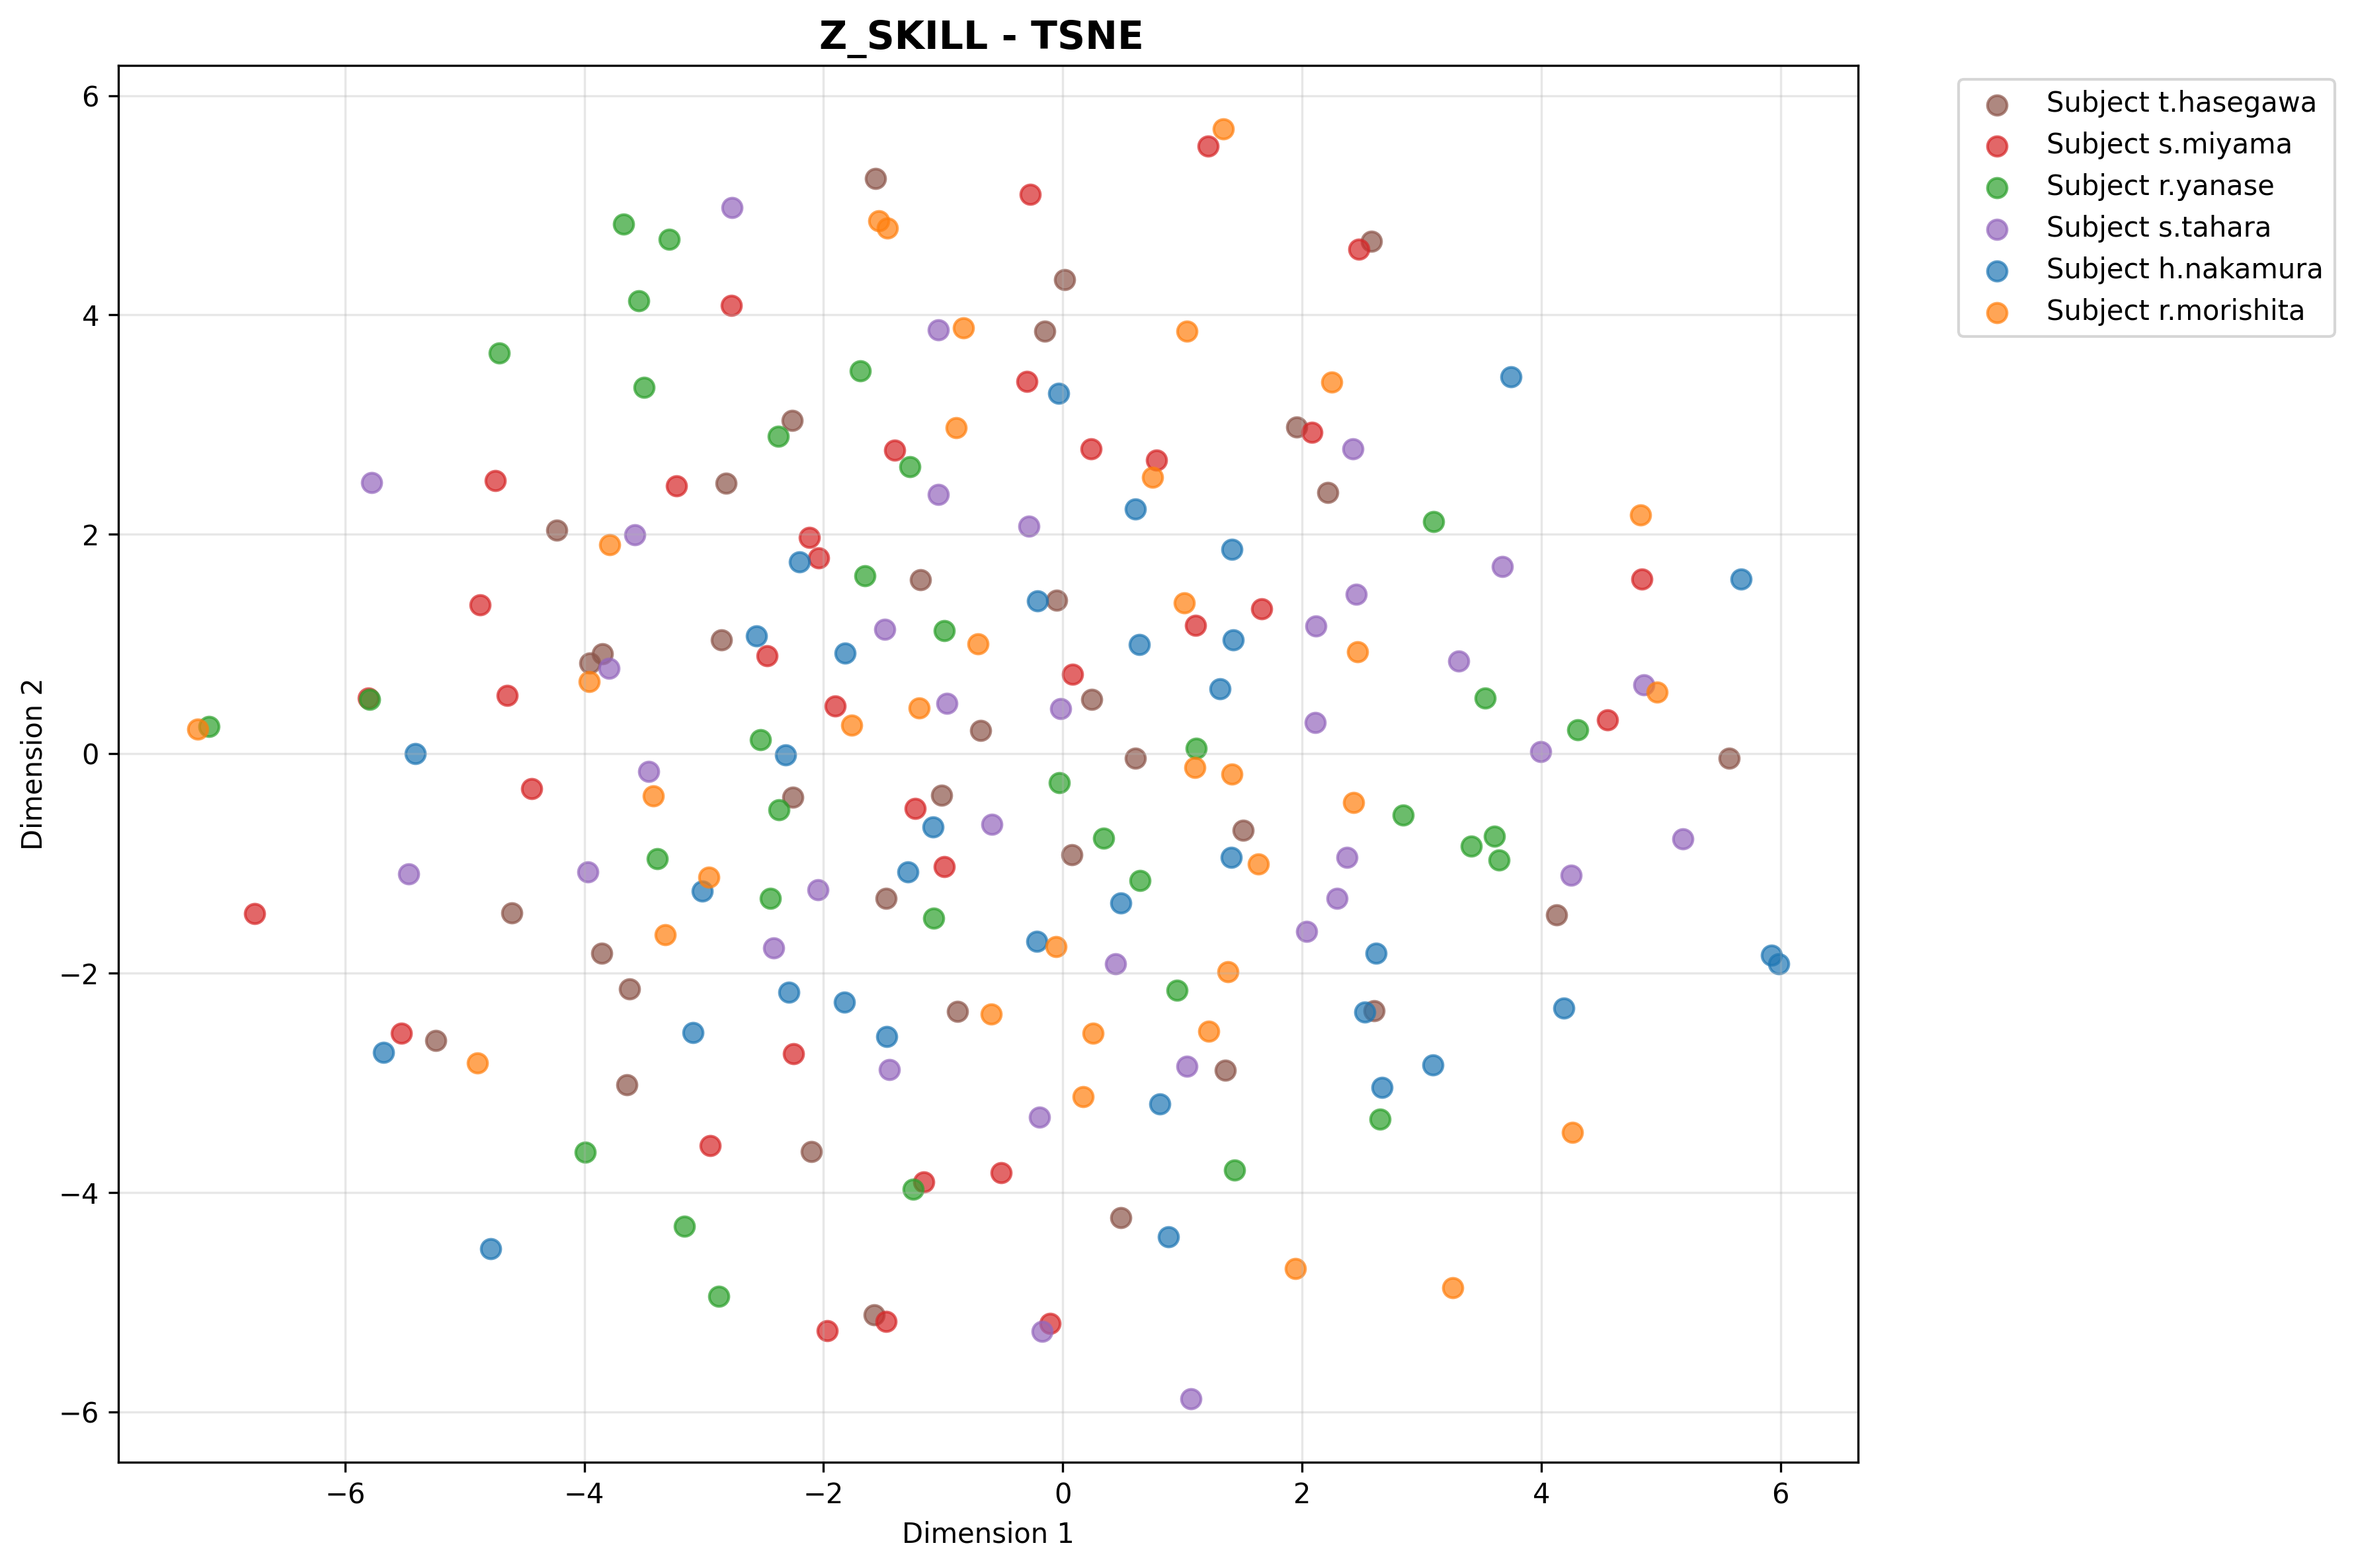 Z_SKILL - TSNE
Subject t.hasegawa
Subject s.miyama
Subject r.yanase
Subject s.tahara
Subject h.nakamura
Subject r.morishita
Dimension 2
6
4
2
0
−2
−4
−6
−6
−4
−2
0
2
4
6
Dimension 1